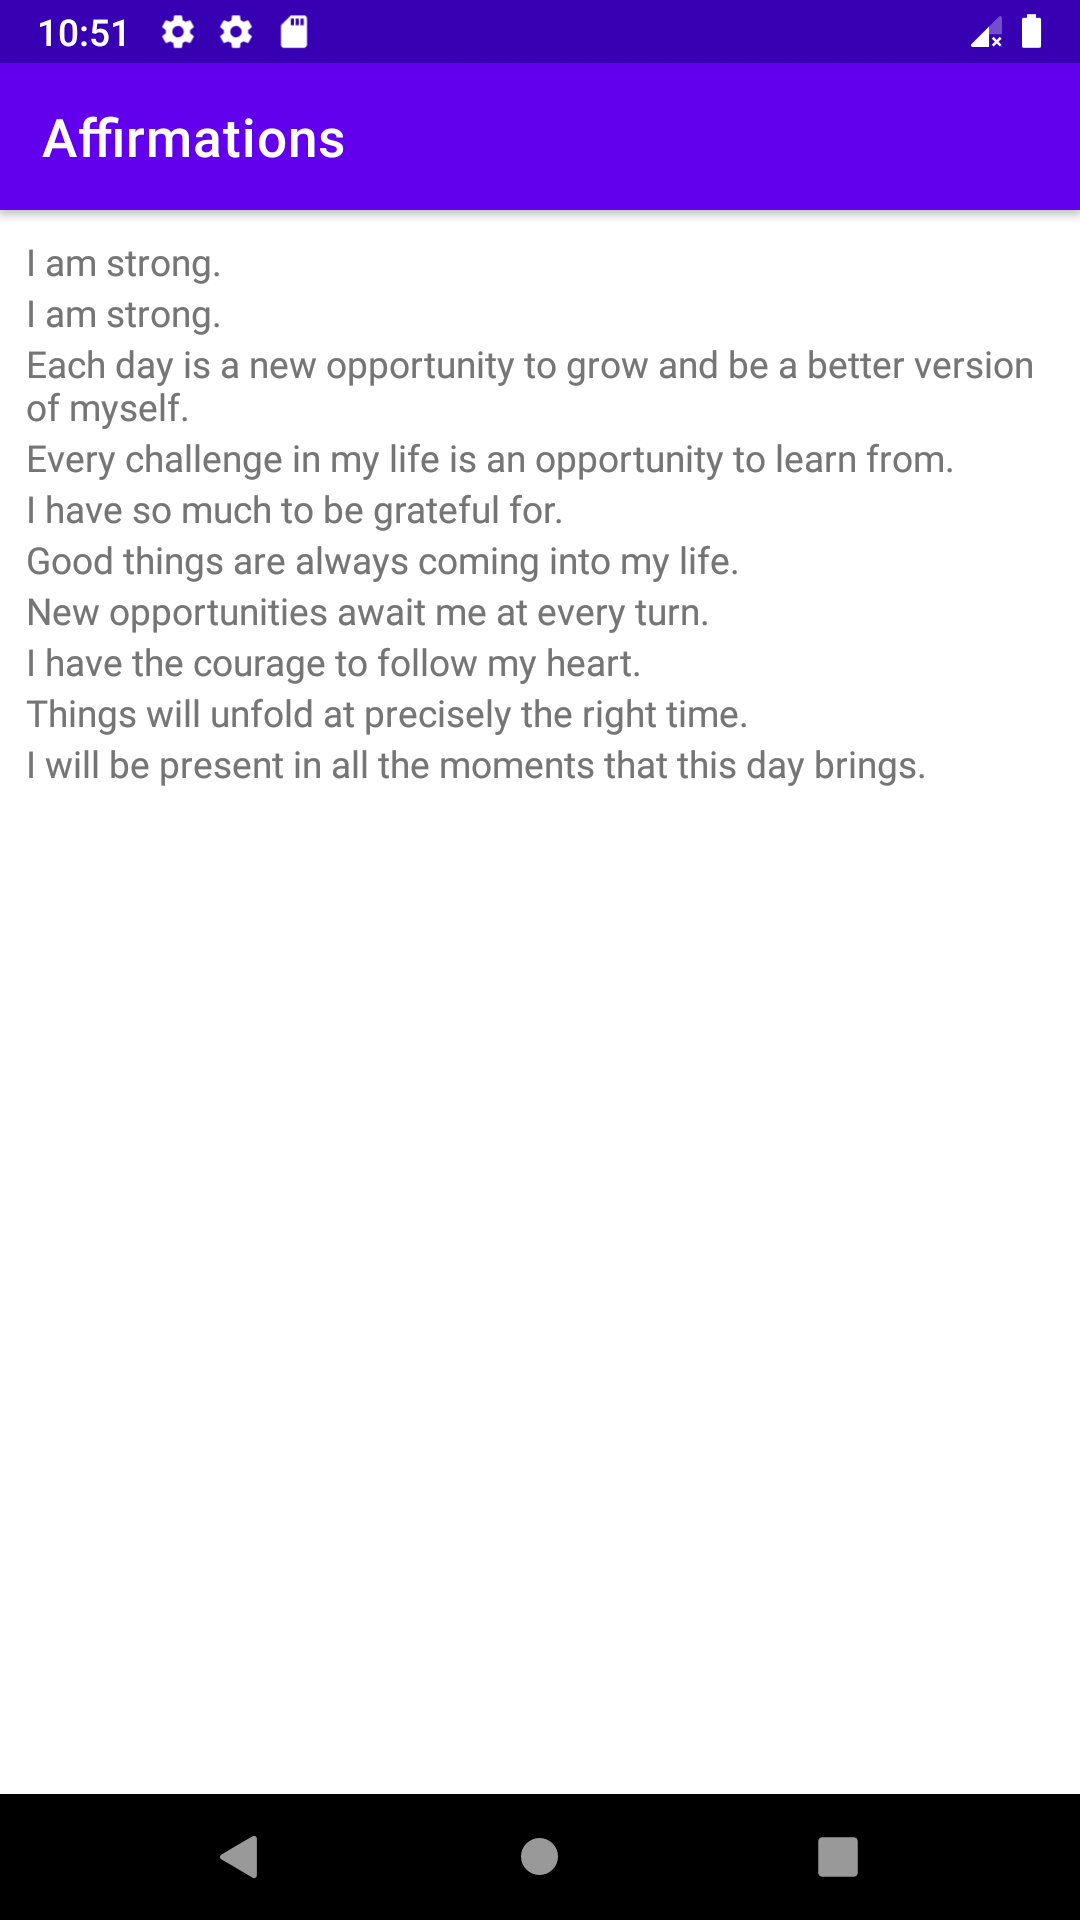 10:51
Affirmations
I am strong.
I am strong.
Each day is a new opportunity to grow and be a better version
of myself.
Every challenge in my life is an opportunity to learn from.
I have so much to be grateful for.
Good things are always coming into my life.
New opportunities await me at every turn.
I have the courage to follow my heart.
Things will unfold at precisely the right time.
I will be present in all the moments that this day brings.